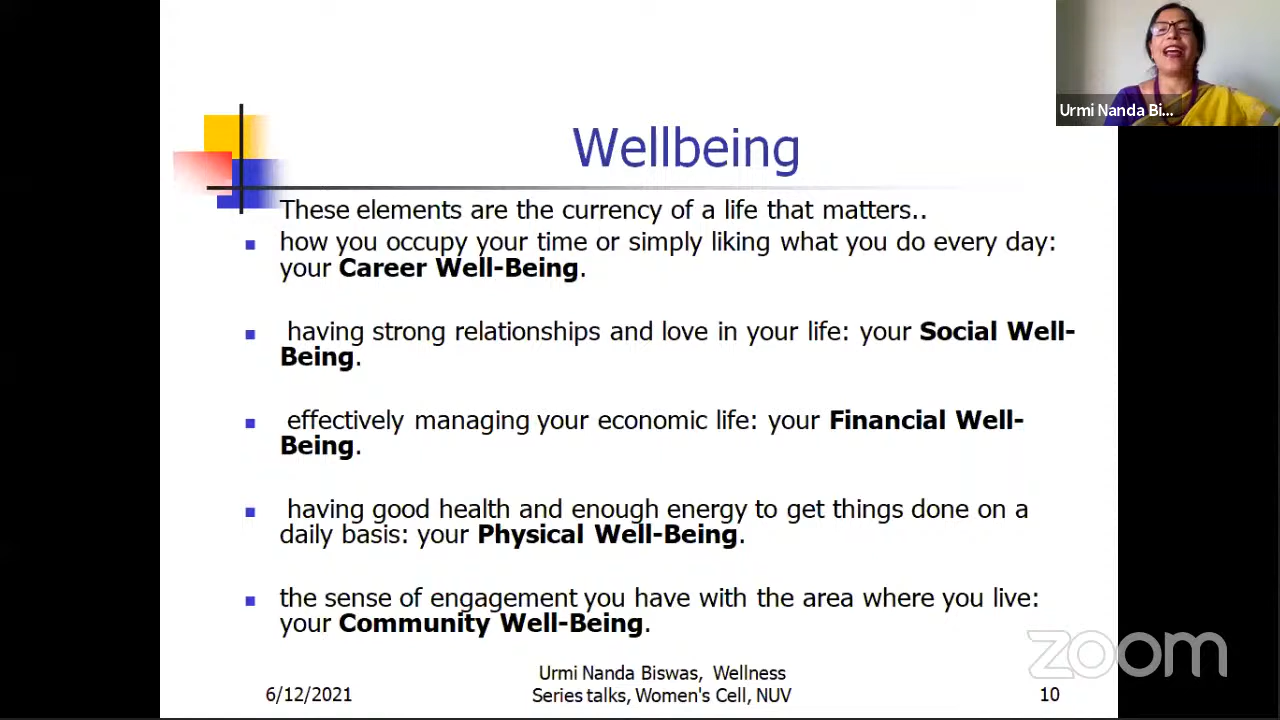 Urmi Nanda Bi...
Wellbeing
These elements are the currency of a life that matters..
how you occupy your time or simply liking what you do every day:
your Career Well-Being.
having strong relationships and love in your life: your Social Well-
Being.
effectively managing your economic life: your Financial Well-
Being.
having good health and enough energy to get things done on a
daily basis: your Physical Well-Being.
the sense of engagement you have with the area where you live:
your Community Well-Being.
zoom
6/12/2021
Urmi Nanda Biswas, Wellness
Series talks, Women's Cell, NUV
10